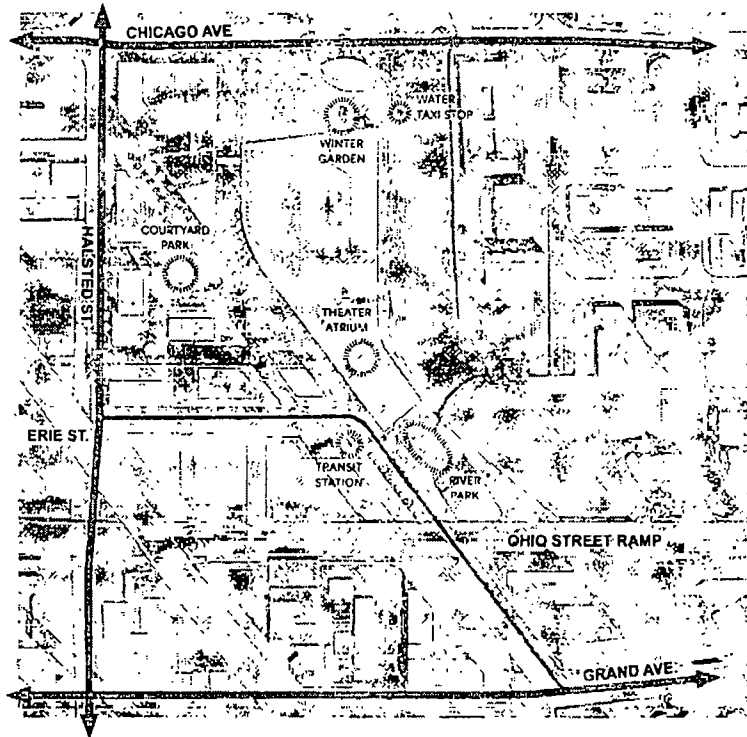 CHICAGO AVE
WATER
TAXI STOP
WINTER
GARDEN
COURTYARD
PARK
HALSTED ST.
THEATER
ATRIUM
ERIE ST.
TRANSIT
STATION
RIVER
PARK
OHIO STREET RAMP
GRAND AVE.